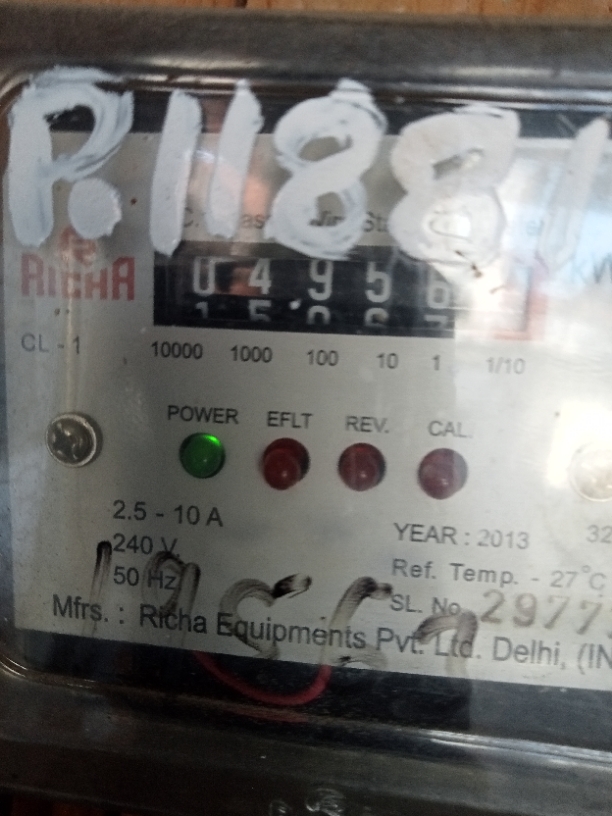 P.11881
RICHA
0 4 9 5 6
CL - 1
10000 1000 100 10 1 1/10
POWER EFLT REV. CAL.
2.5 - 10 A
240 V
50 Hz
YEAR : 2013
Ref. Temp. - 27°C
SL. No. 2977
Mfrs. : Richa Equipments Pvt. Ltd. Delhi, (IN